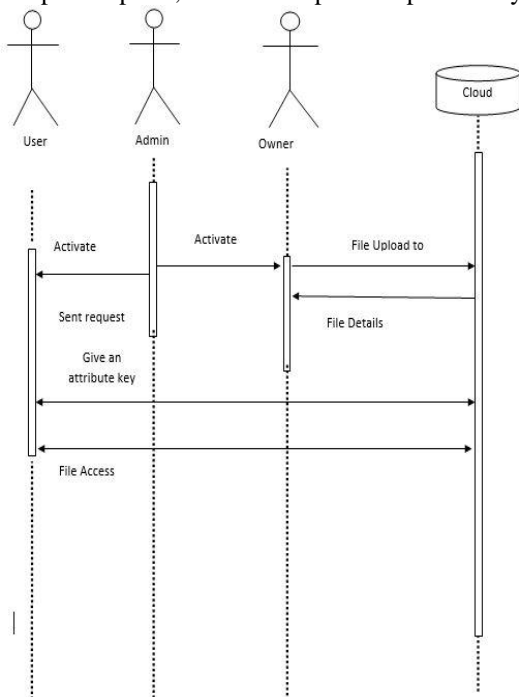 User
Admin
Owner
Cloud
Activate
Activate
File Upload to
Sent request
File Details
Give an
attribute key
File Access